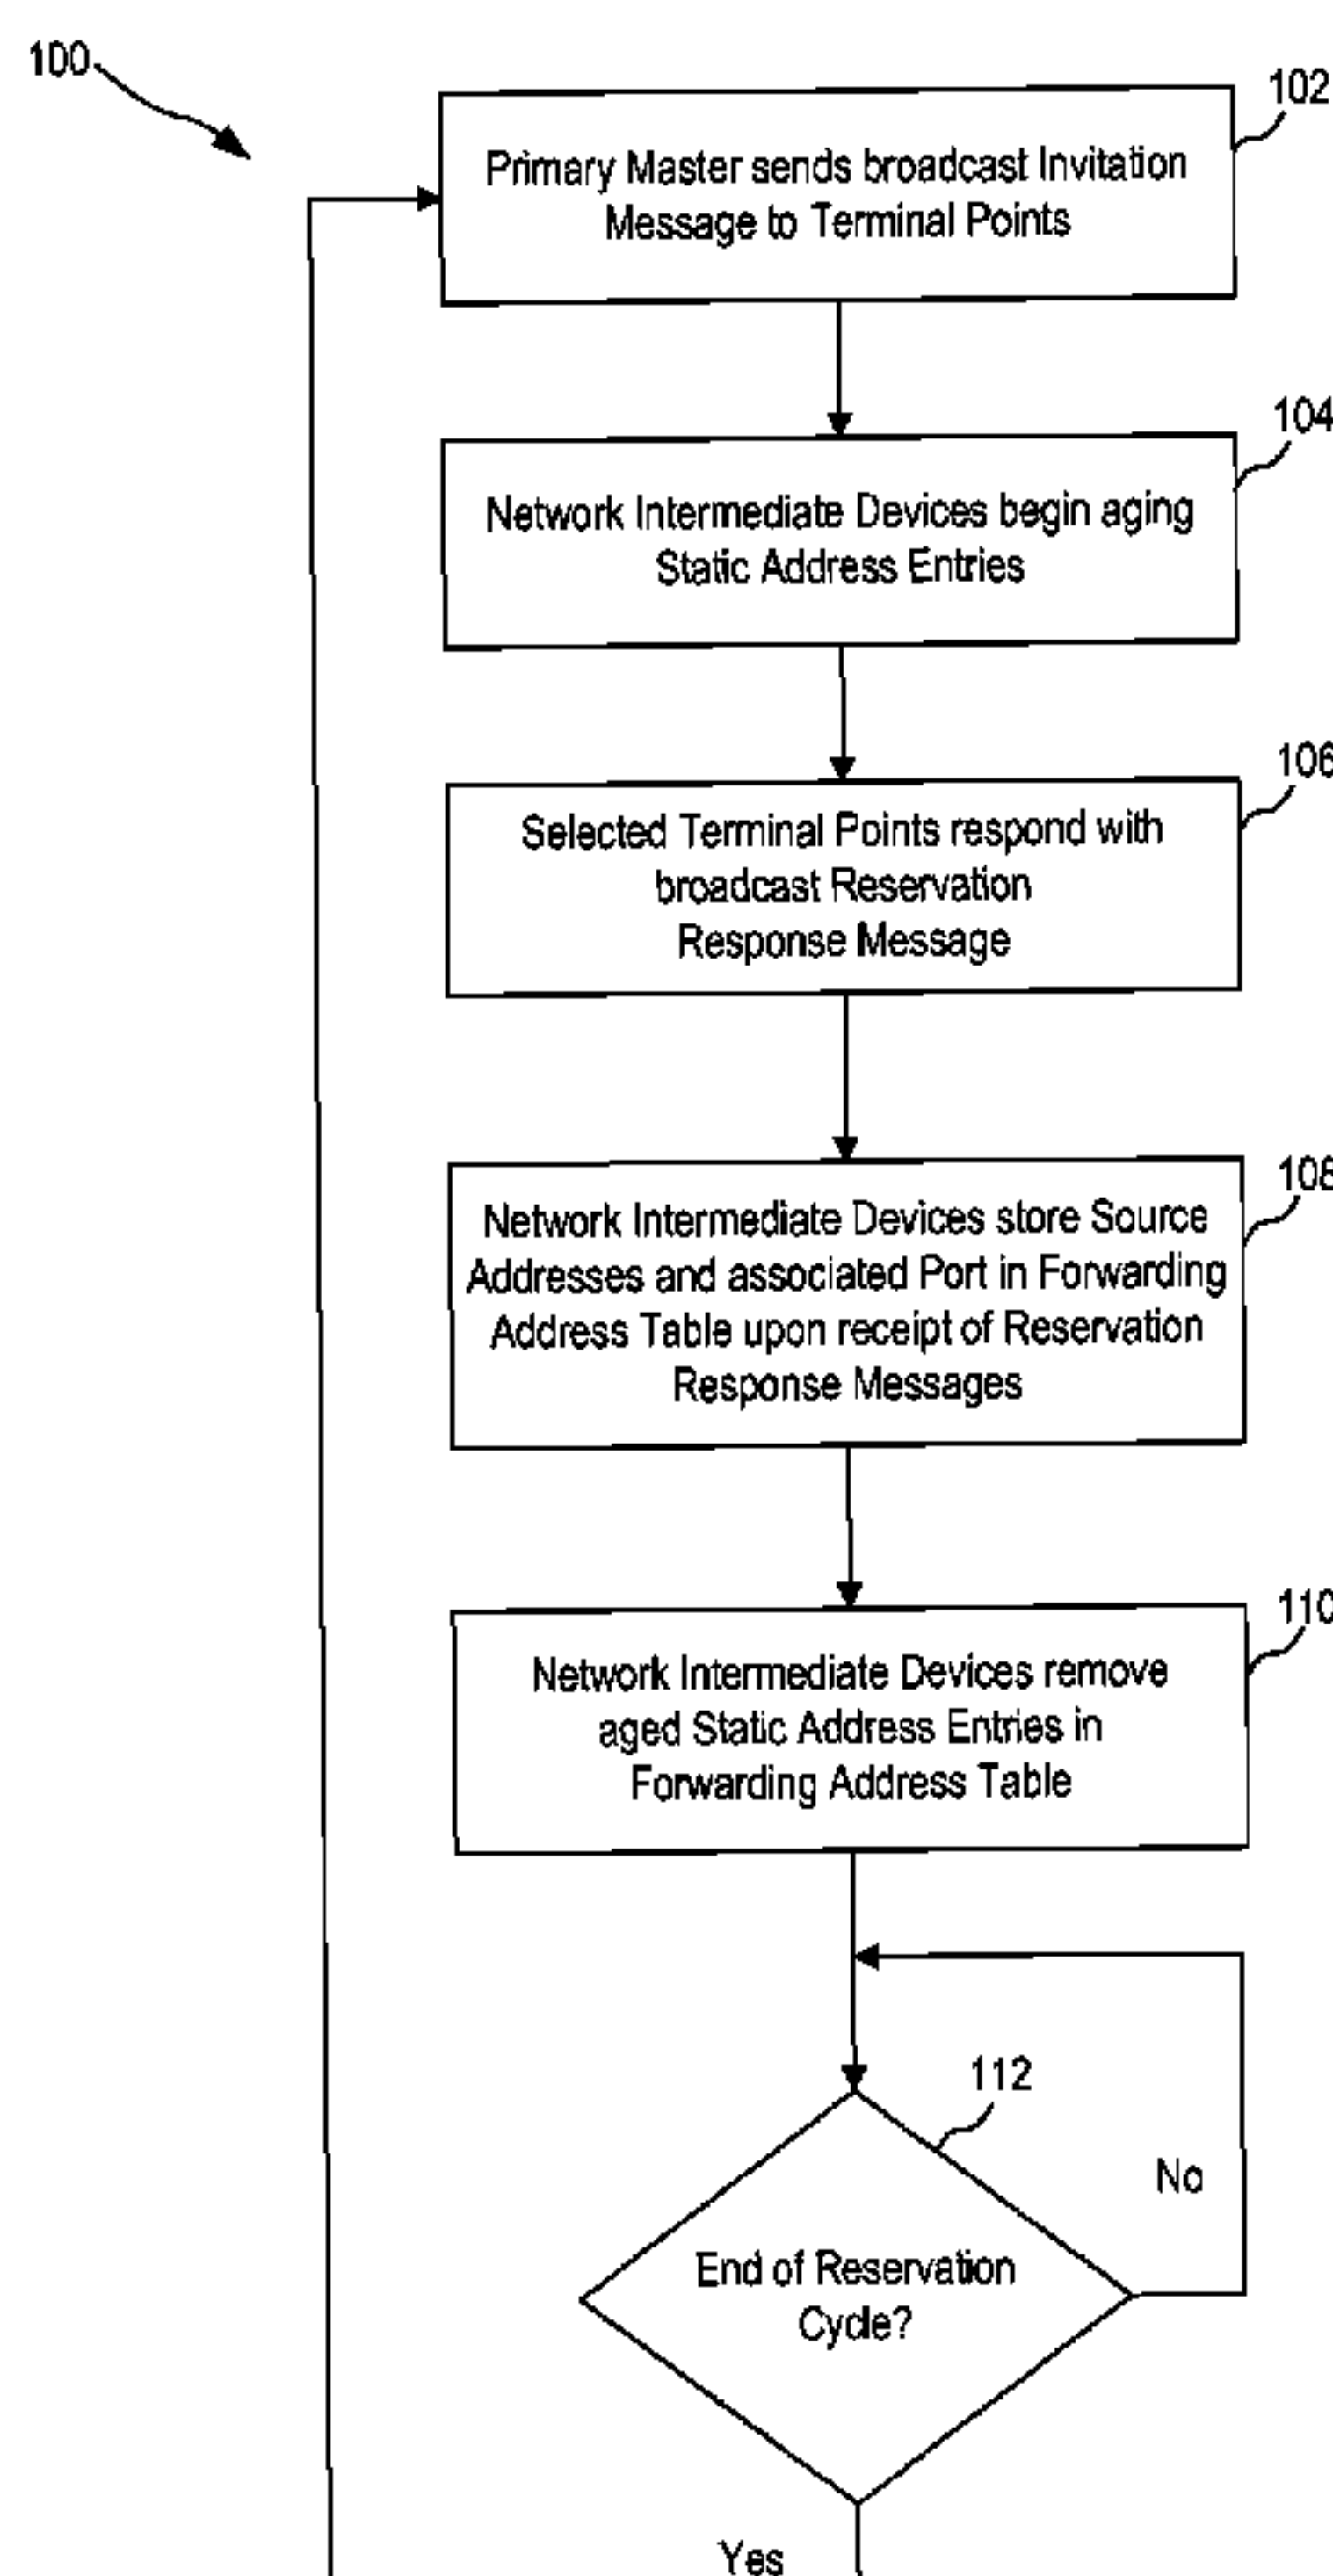 100
102
Primary Master sends broadcast Invitation
Message to Terminal Points
104
Network Intermediate Devices begin aging
Static Address Entries
106
Selected Terminal Points respond with
broadcast Reservation
Response Message
108
Network Intermediate Devices store Source
Addresses and associated Port in Forwarding
Address Table upon receipt of Reservation
Response Messages
110
Network Intermediate Devices remove
aged Static Address Entries in
Forwarding Address Table
112
No
End of Reservation
Cycle?
Yes